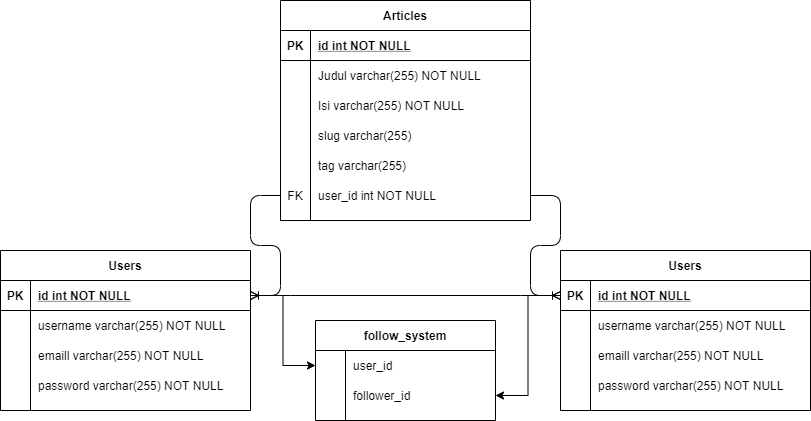 Articles
PK id int NOT NULL
Judul varchar(255) NOT NULL
Isi varchar(255) NOT NULL
slug varchar(255)
tag varchar(255)
FK user_id int NOT NULL
Users
PK id int NOT NULL
username varchar(255) NOT NULL
emaill varchar(255) NOT NULL
password varchar(255) NOT NULL
follow_system
user_id
follower_id
Users
PK id int NOT NULL
username varchar(255) NOT NULL
emaill varchar(255) NOT NULL
password varchar(255) NOT NULL